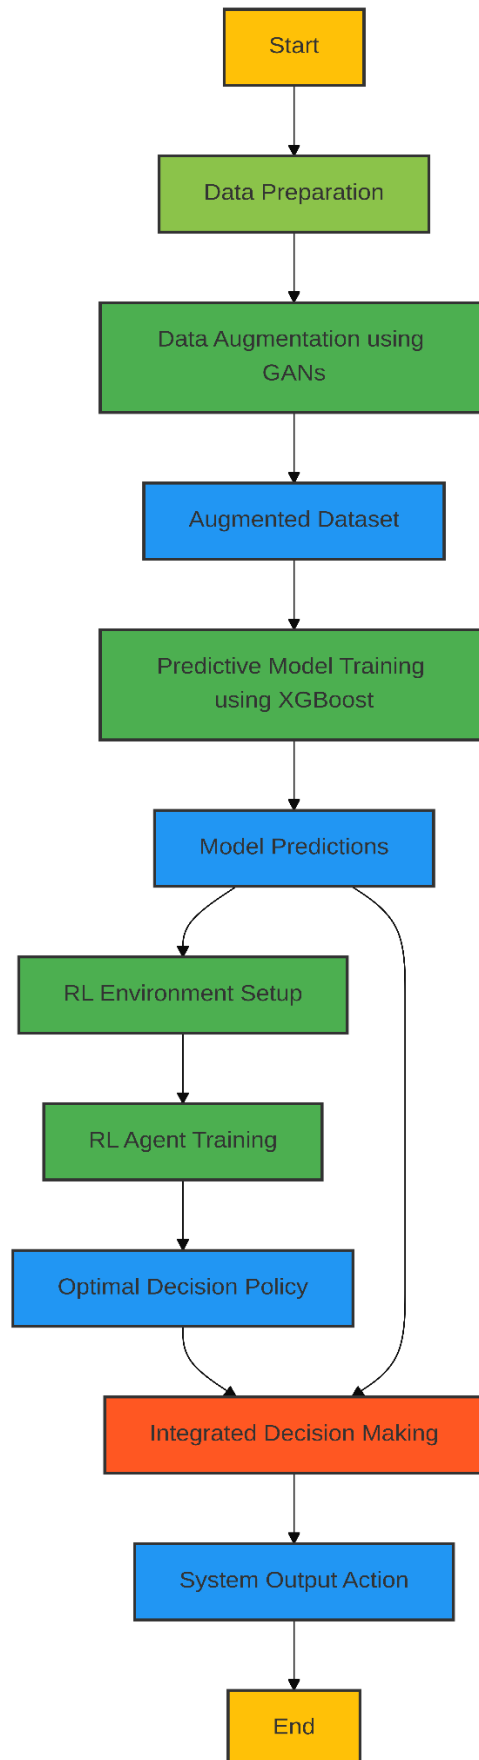 Start
Data Preparation
Data Augmentation using
GANs
Augmented Dataset
Predictive Model Training
using XGBoost
Model Predictions
RL Environment Setup
RL Agent Training
Optimal Decision Policy
Integrated Decision Making
System Output Action
End